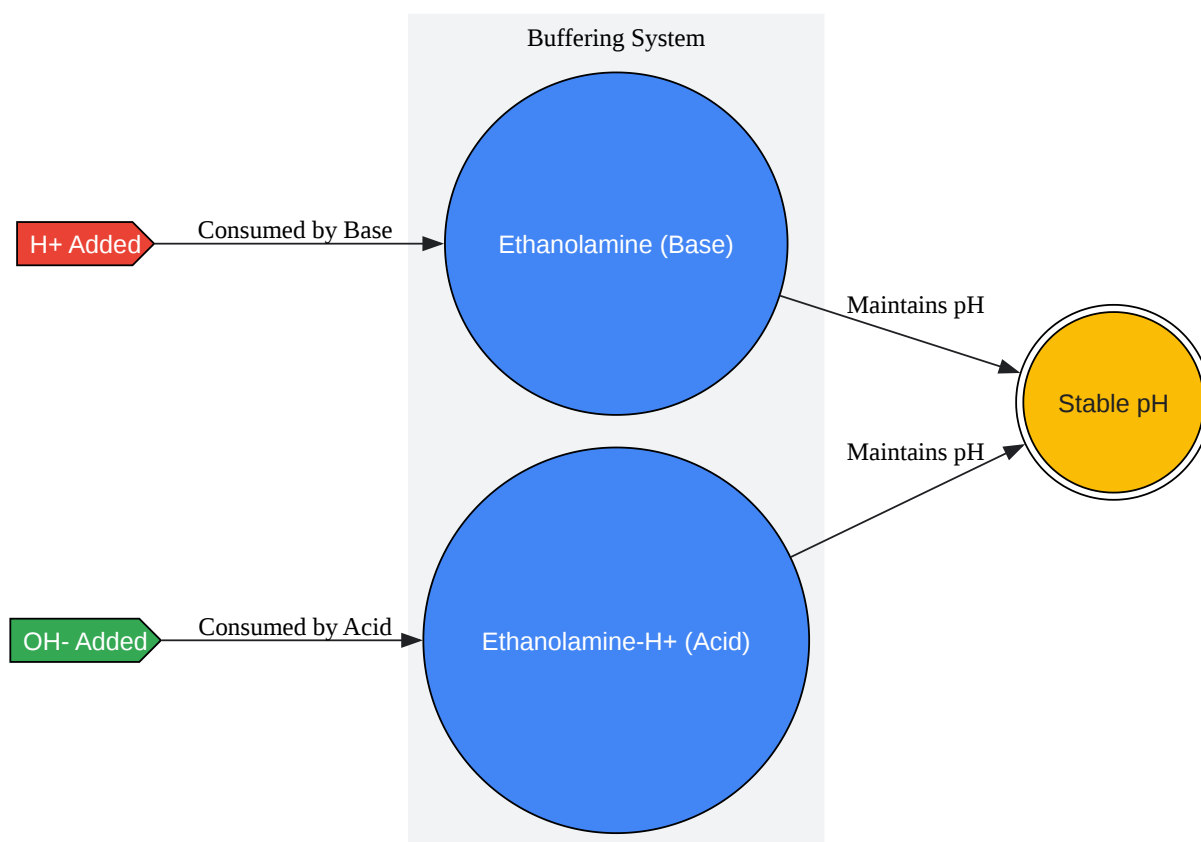 Buffering System
H+ Added
Consumed by Base
Ethanolamine (Base)
Maintains pH
Stable pH
Maintains pH
OH- Added
Consumed by Acid
Ethanolamine-H+ (Acid)